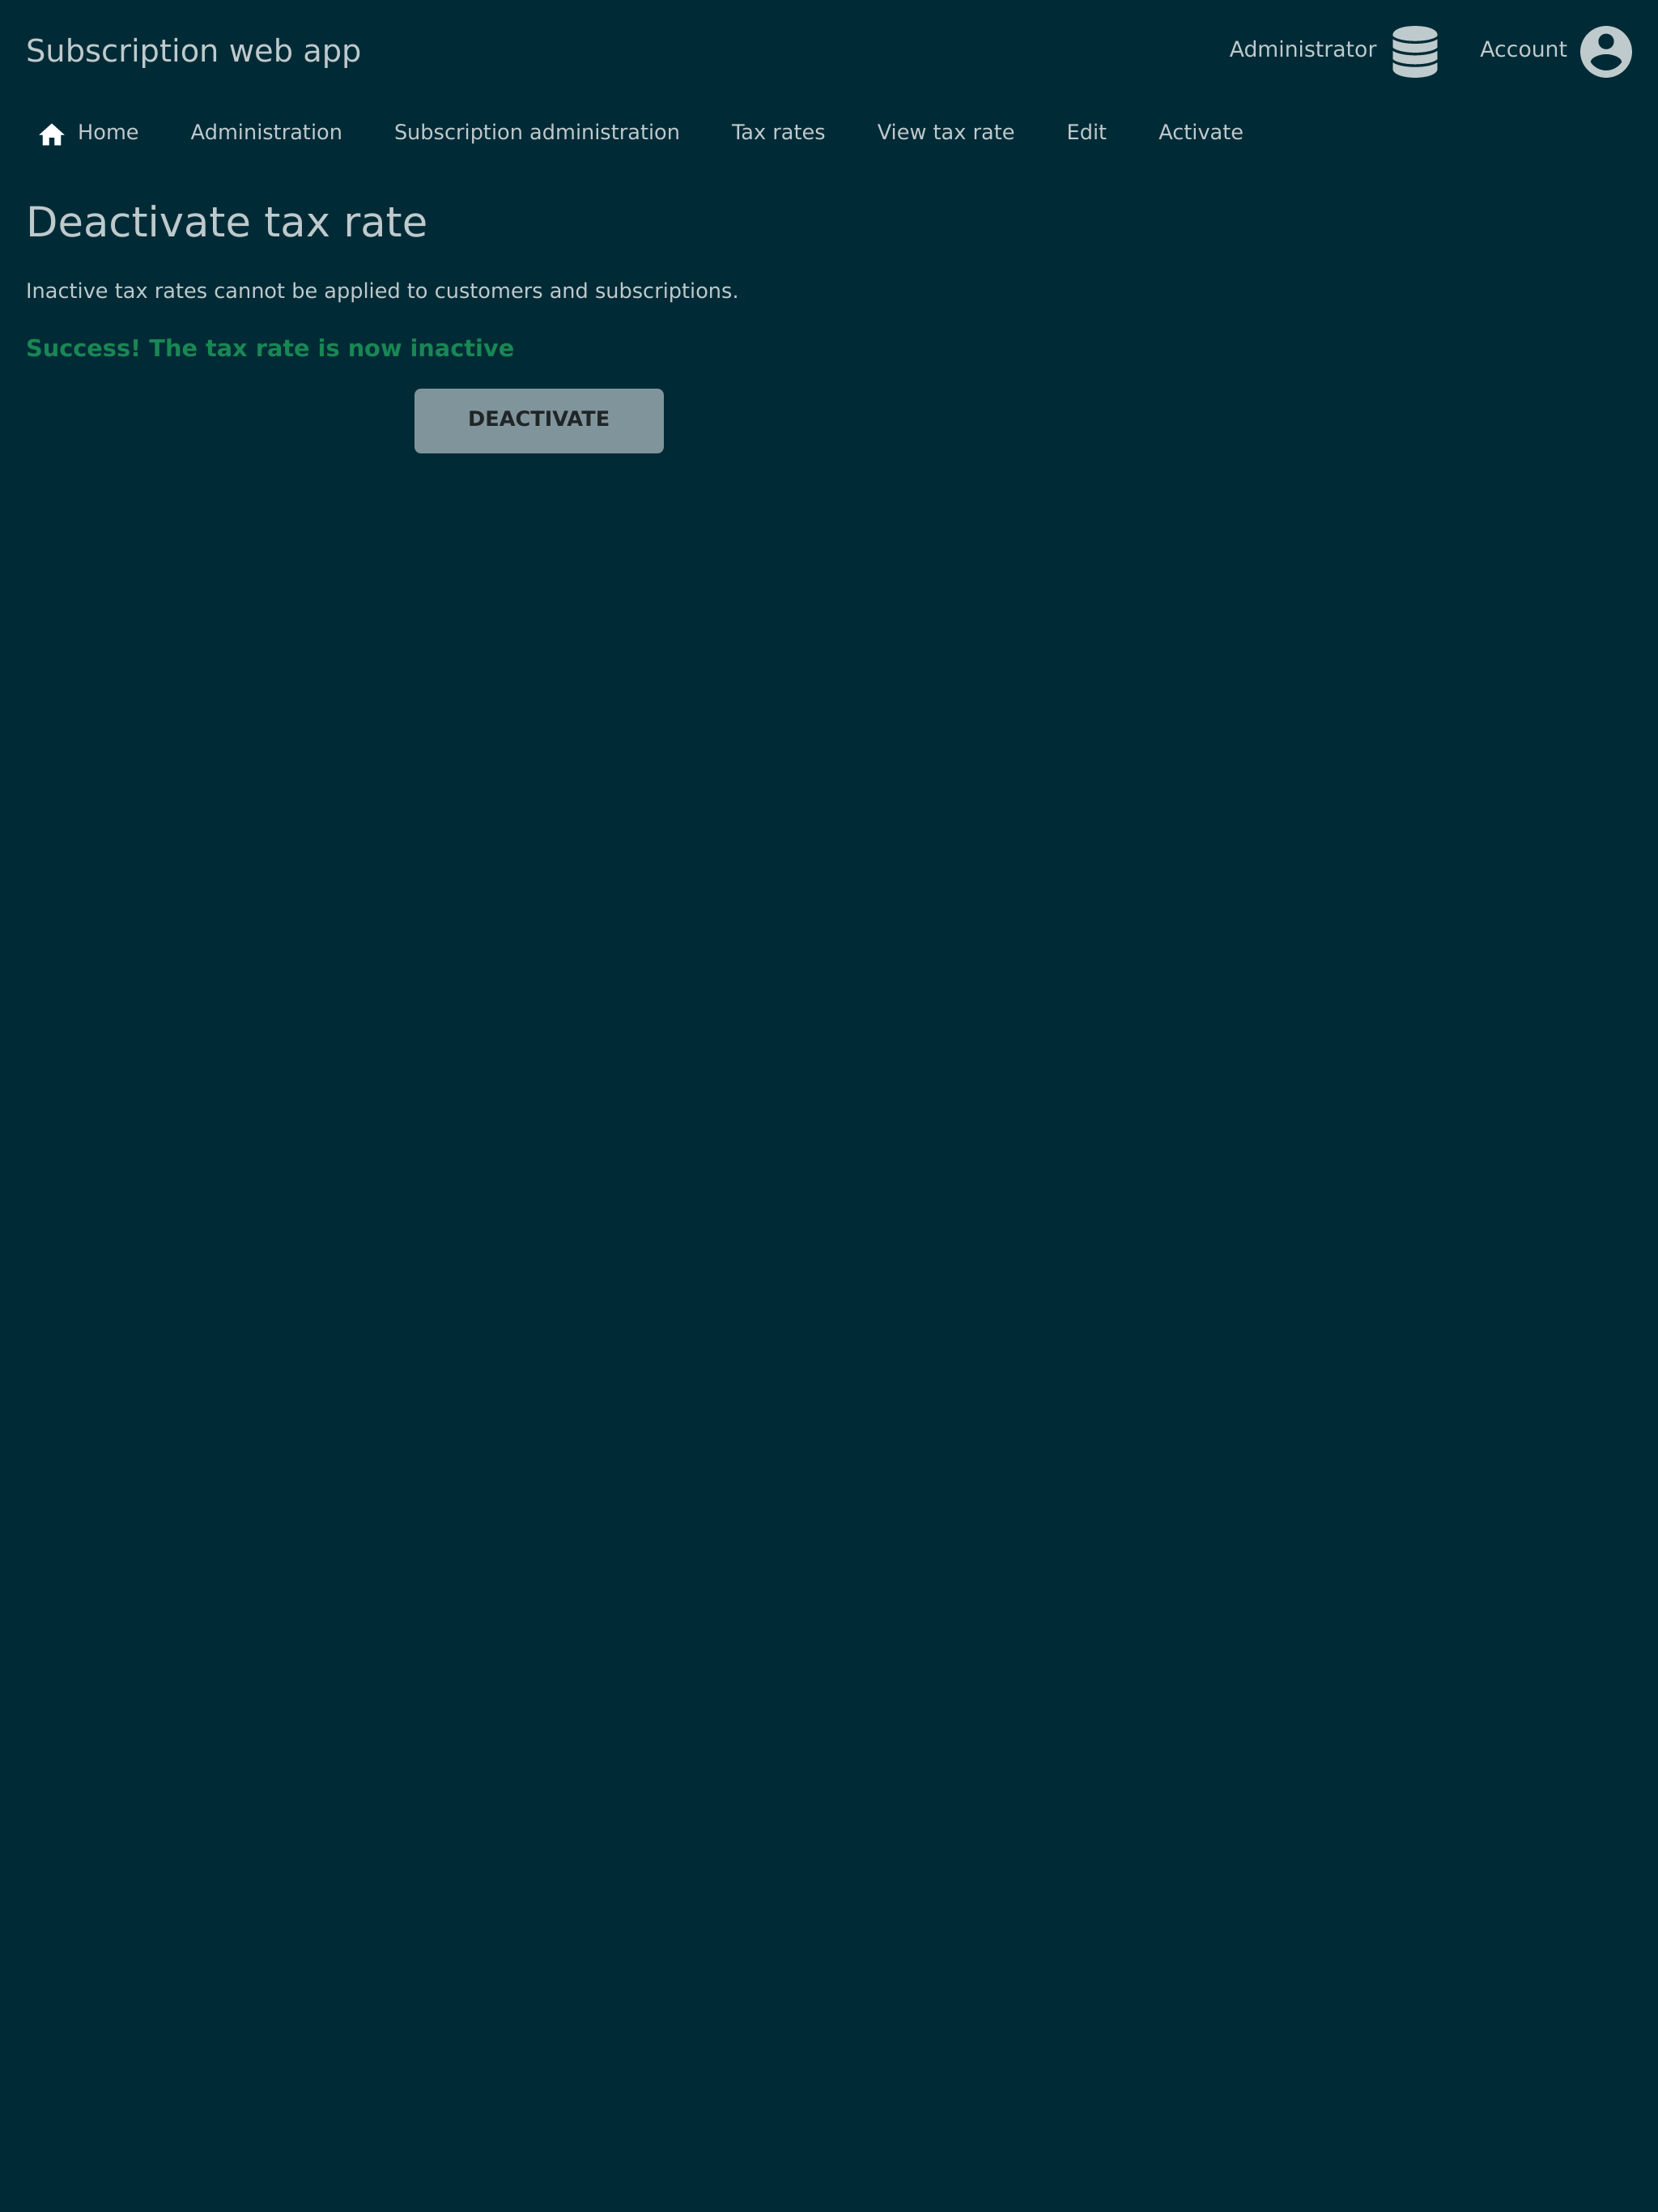 Subscription web app
Administrator
Account
Home Administration Subscription administration Tax rates View tax rate Edit Activate
Deactivate tax rate
Inactive tax rates cannot be applied to customers and subscriptions.
Success! The tax rate is now inactive
DEACTIVATE